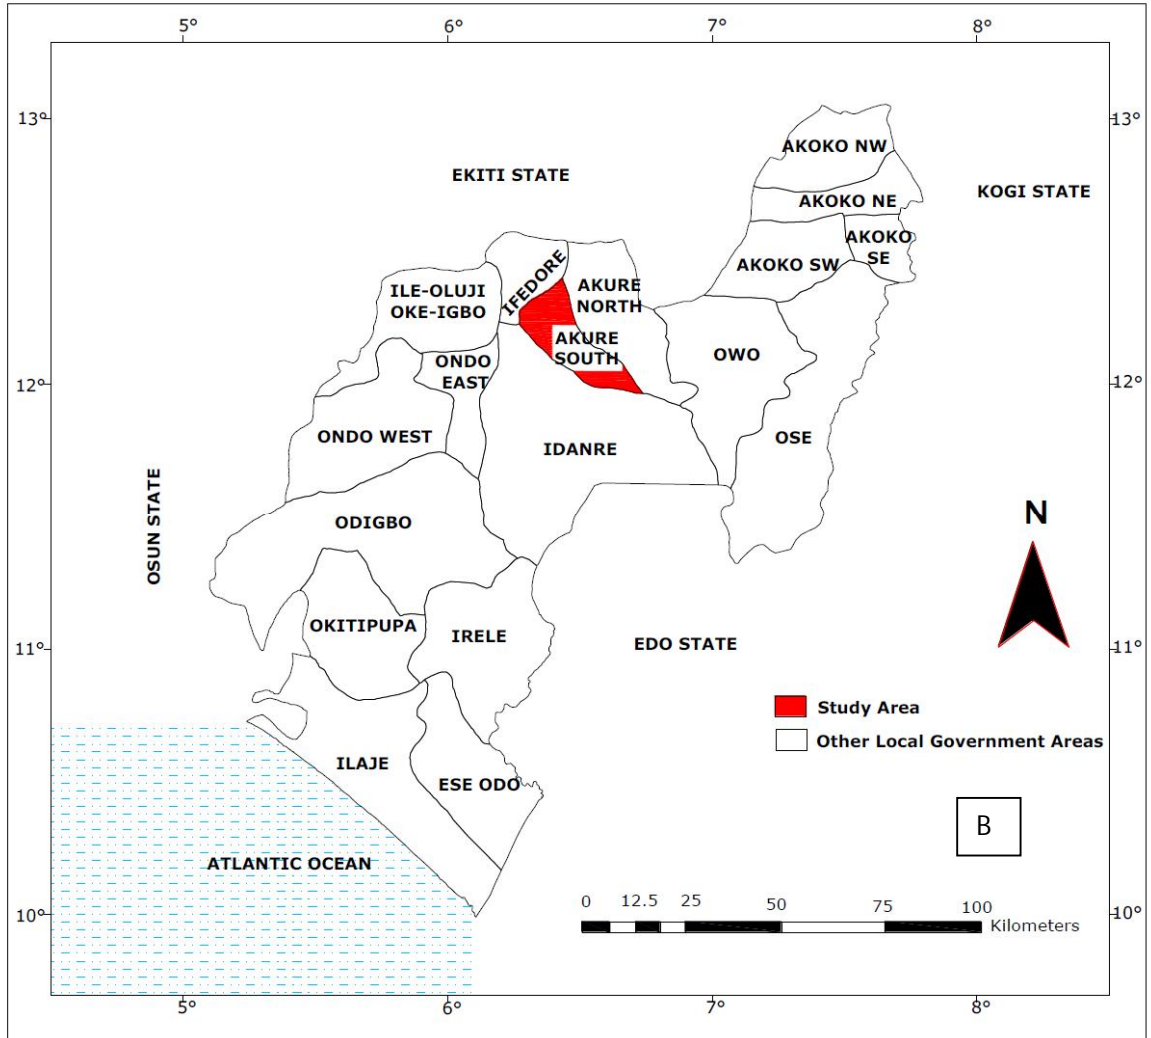 5° 6° 7° 8°
13° 13°
AKOKO NW
EKITI STATE
KOGI STATE
AKOKO NE
AKOKO
SE
AKOKO SW
IFEDORE
AKURE
NORTH
ILE-OLUJI
OKE-IGBO
AKURE
SOUTH
OWO
ONDO
EAST
12° 12°
ONDO WEST
IDANRE
OSE
OSUN STATE
ODIGBO
N
OKITIPUPA
IRELE
EDO STATE
11° 11°
Study Area
Other Local Government Areas
ILAJE
ESE ODO
B
ATLANTIC OCEAN
0 12.5 25 50 75 100
Kilometers
10° 10°
5° 6° 7° 8°